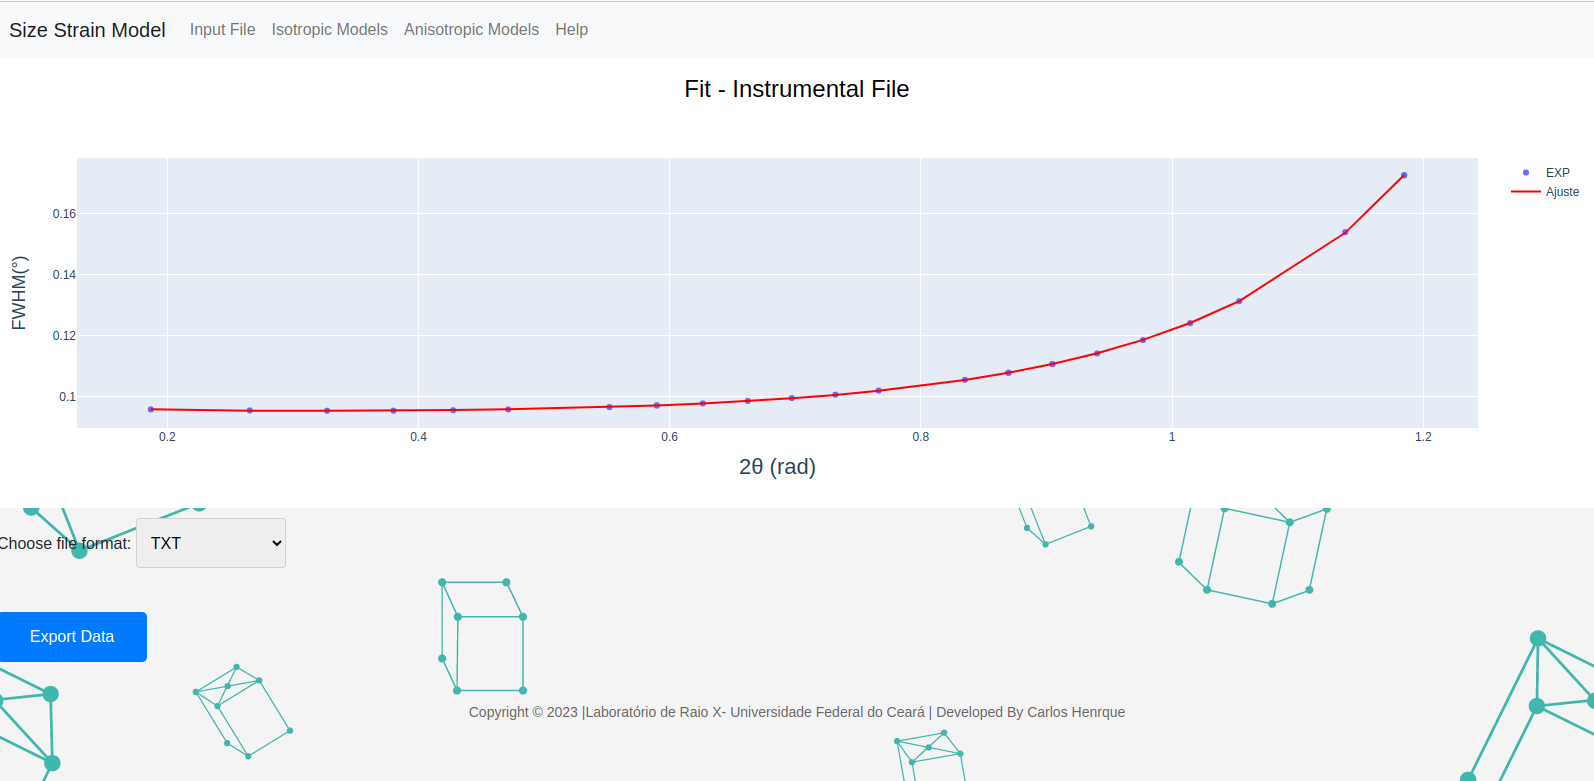 Size Strain Model Input File Isotropic Models Anisotropic Models Help
Fit - Instrumental File
EXP
Ajuste
FWHM(°)
0.16
0.14
0.12
0.1
0.2 0.4 0.6 0.8 1 1.2
2θ (rad)
Choose file format: TXT
Export Data
Copyright © 2023 |Laboratório de Raio X- Universidade Federal do Ceará | Developed By Carlos Henrque